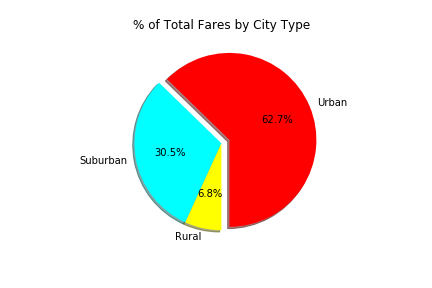 % of Total Fares by City Type
Urban
62.7%
Suburban
30.5%
6.8%
Rural